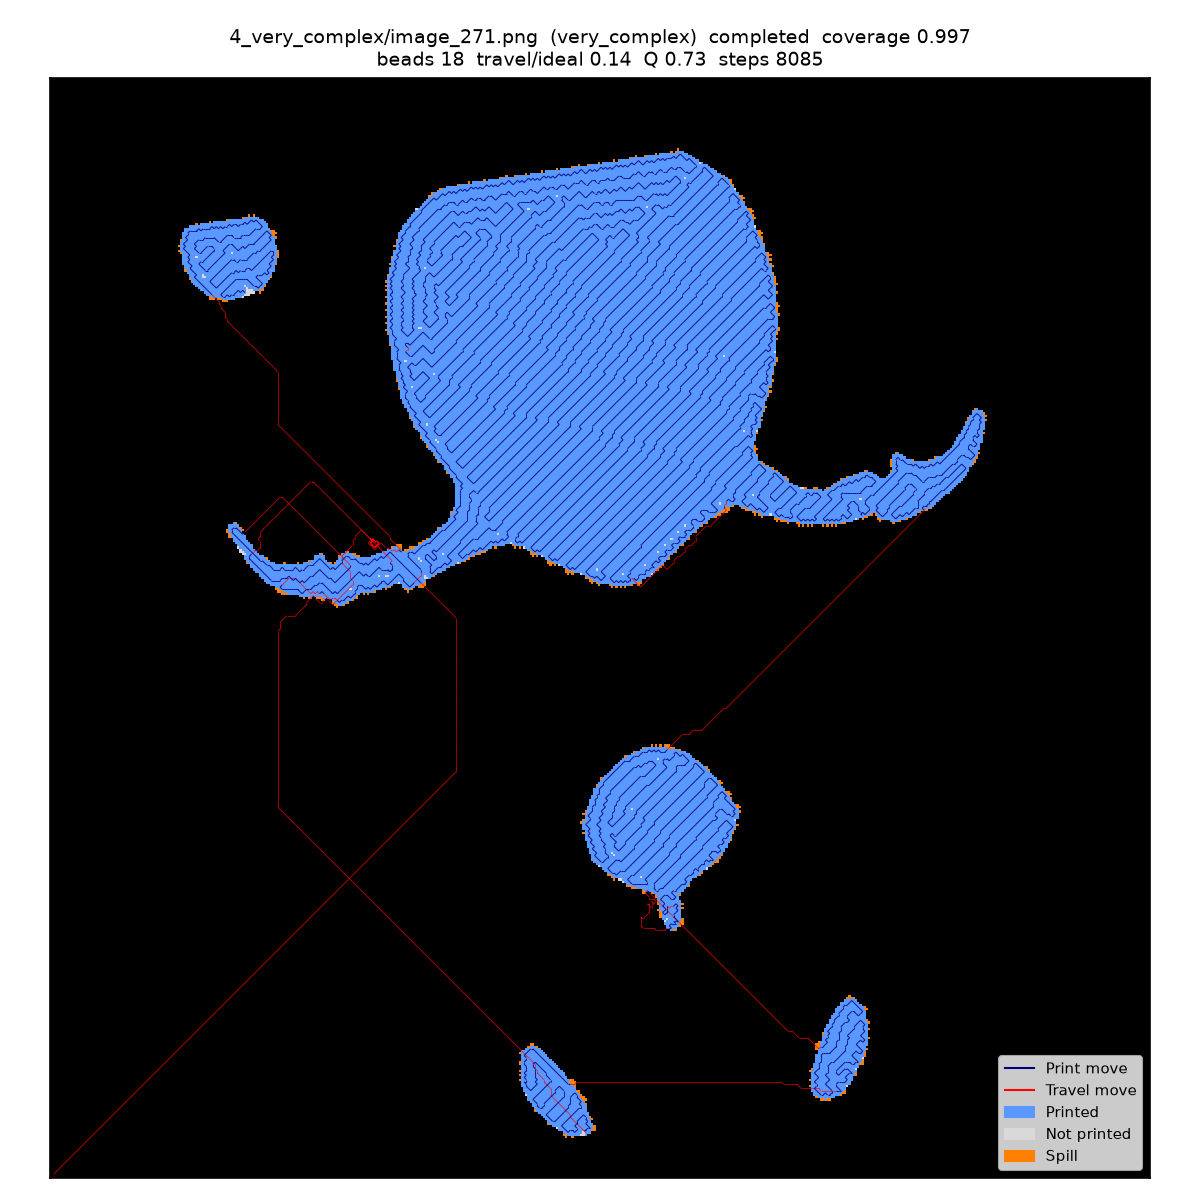 4_very_complex/image_271.png  (very_complex)  completed  coverage 0.997
beads 18  travel/ideal 0.14  Q 0.73  steps 8085
Print move
Travel move
Printed
Not printed
Spill